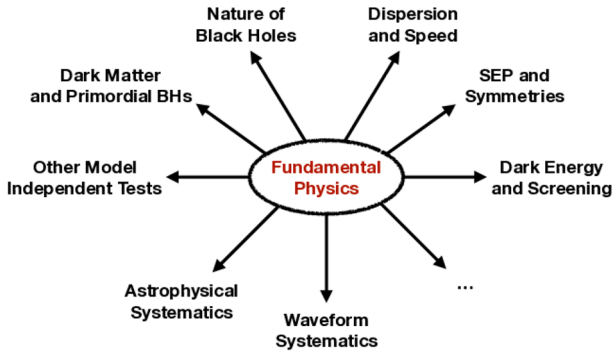 Nature of
Black Holes
Dispersion
and Speed
Dark Matter
and Primordial BHs
SEP and
Symmetries
Other Model
Independent Tests
Fundamental
Physics
Dark Energy
and Screening
Astrophysical
Systematics
Waveform
Systematics
...